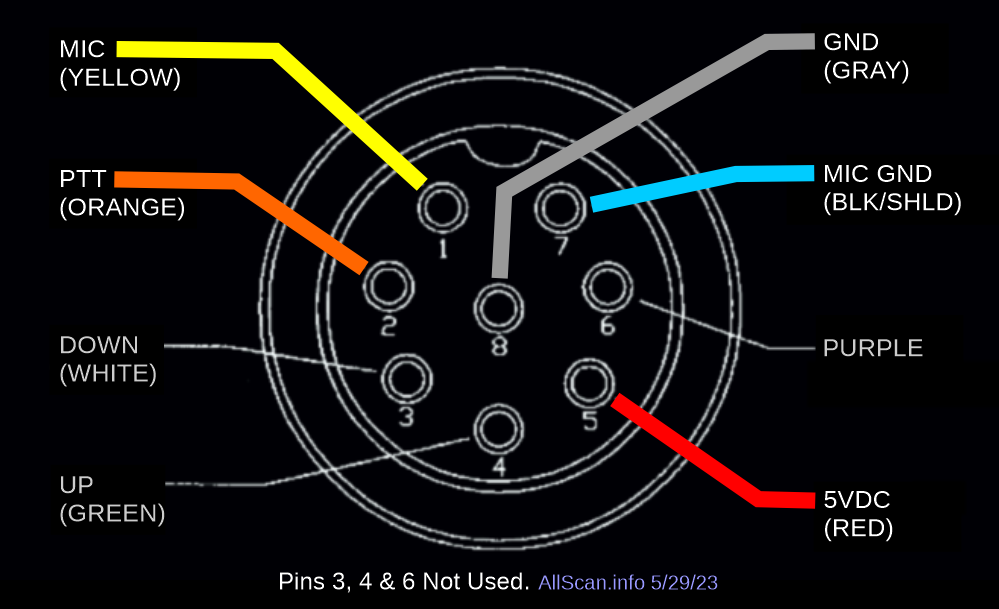 MIC
(YELLOW)
GND
(GRAY)
PTT
(ORANGE)
MIC GND
(BLK/SHLD)
1
7
2
8
6
DOWN
(WHITE)
PURPLE
3
5
4
UP
(GREEN)
5VDC
(RED)
Pins 3, 4 & 6 Not Used. AllScan.info 5/29/23